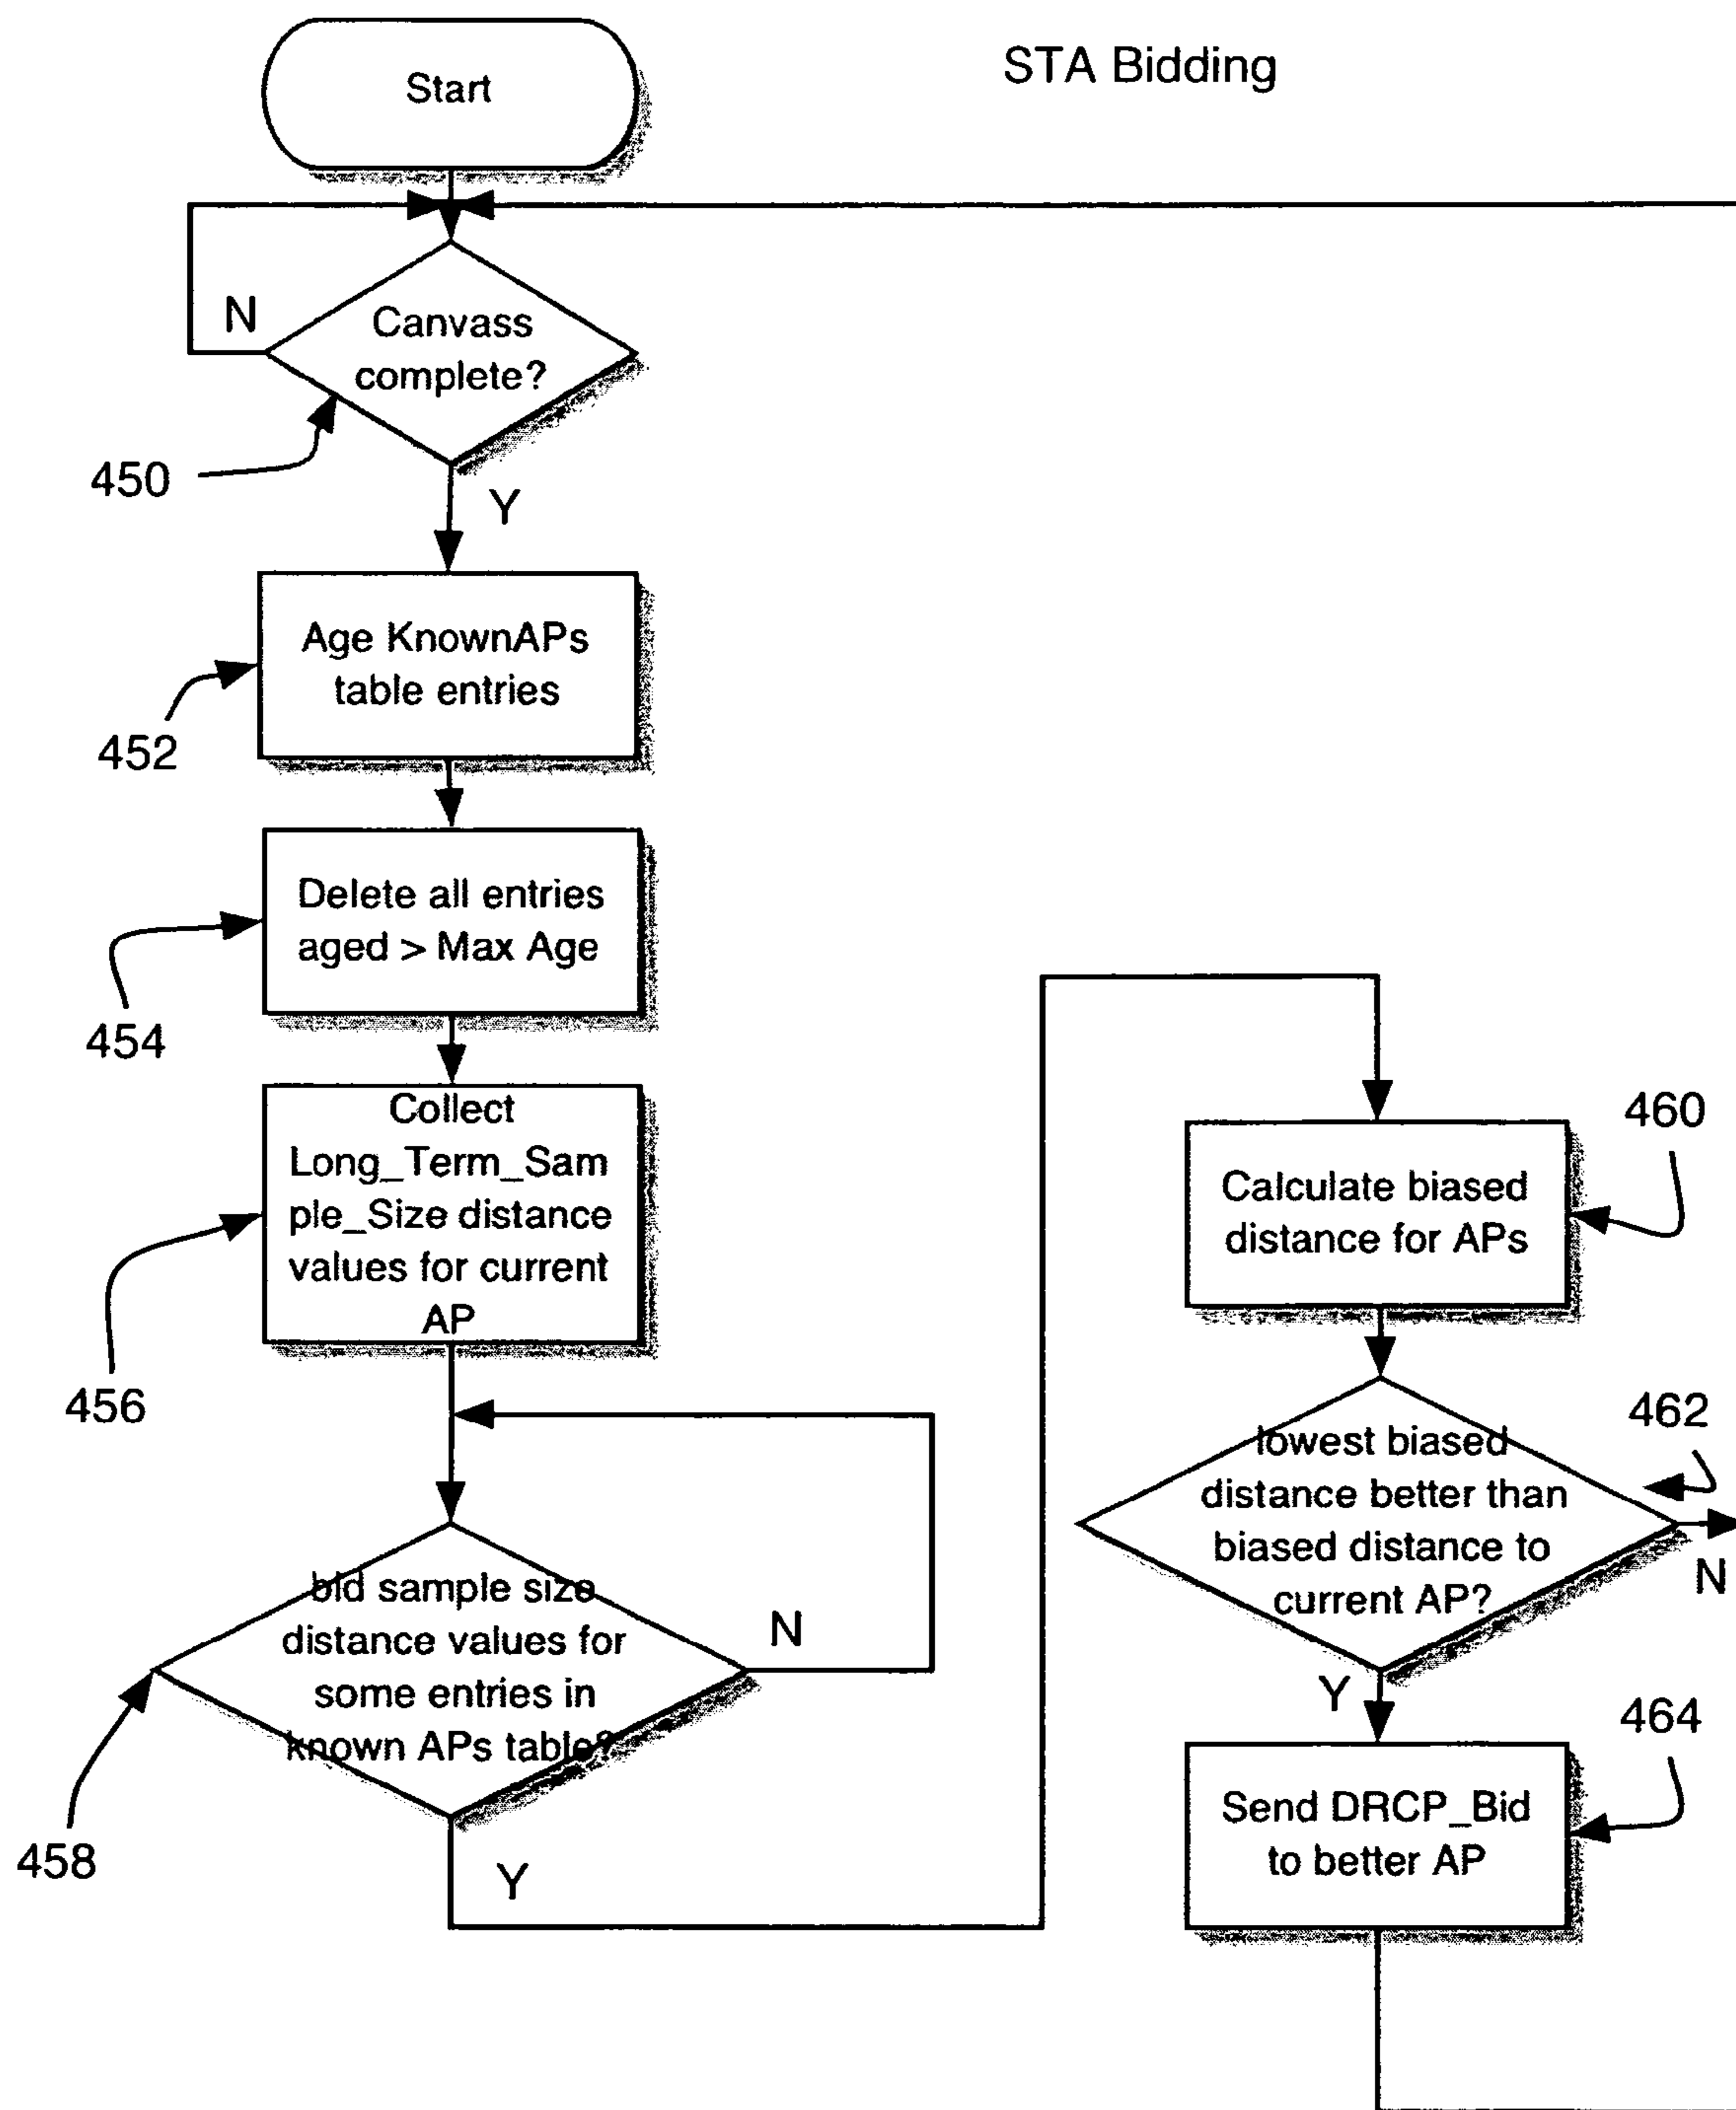 Start
STA Bidding
N
Canvass
complete?
450
Y
Age KnownAPs
table entries
452
Delete all entries
aged > Max Age
454
Collect
Long_Term_Sam
ple_Size distance
values for current
AP
456
bid sample size
distance values for
some entries in
known APs table?
N
458
Y
460
Calculate biased
distance for APs
462
lowest biased
distance better than
biased distance to
current AP?
N
Y
464
Send DRCP_Bid
to better AP